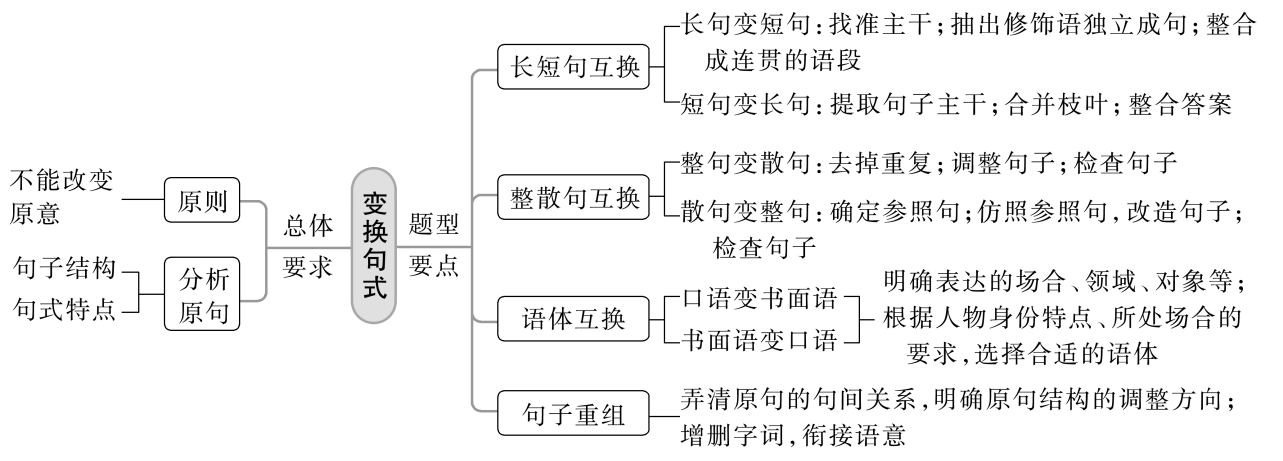 不能改变
原意
原则
句子结构
句式特点
分析
原句
总体
要求
变换句式
题型
要点
长短句互换
长句变短句：找准主干；抽出修饰语独立成句；整合
成连贯的语段
短句变长句：提取句子主干；合并枝叶；整合答案
整散句互换
整句变散句：去掉重复；调整句子；检查句子
散句变整句：确定参照句；仿照参照句，改造句子；
检查句子
语体互换
口语变书面语
书面语变口语
明确表达的场合、领域、对象等；
根据人物身份特点、所处场合的
要求，选择合适的语体
句子重组
弄清原句的句间关系，明确原句结构的调整方向；
增删字词，衔接语意